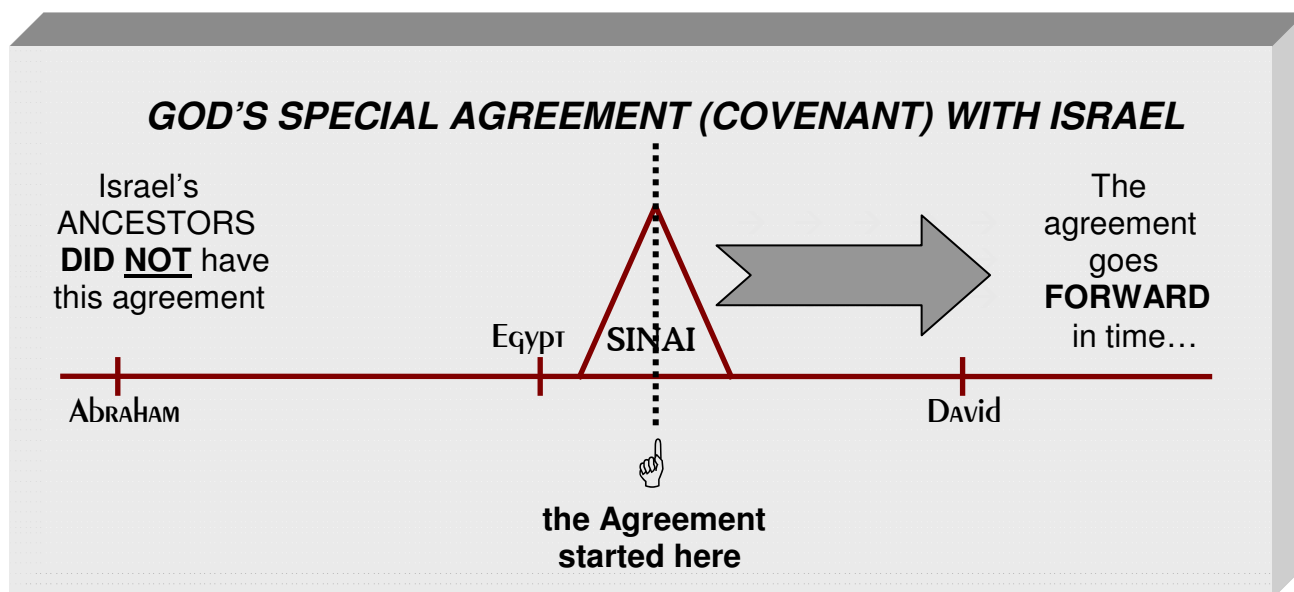 GOD'S SPECIAL AGREEMENT (COVENANT) WITH ISRAEL
Israel's
ANCESTORS
DID NOT have
this agreement
The
agreement
goes
FORWARD
in time…
Egypt
SINAI
Abraham
David
the Agreement
started here